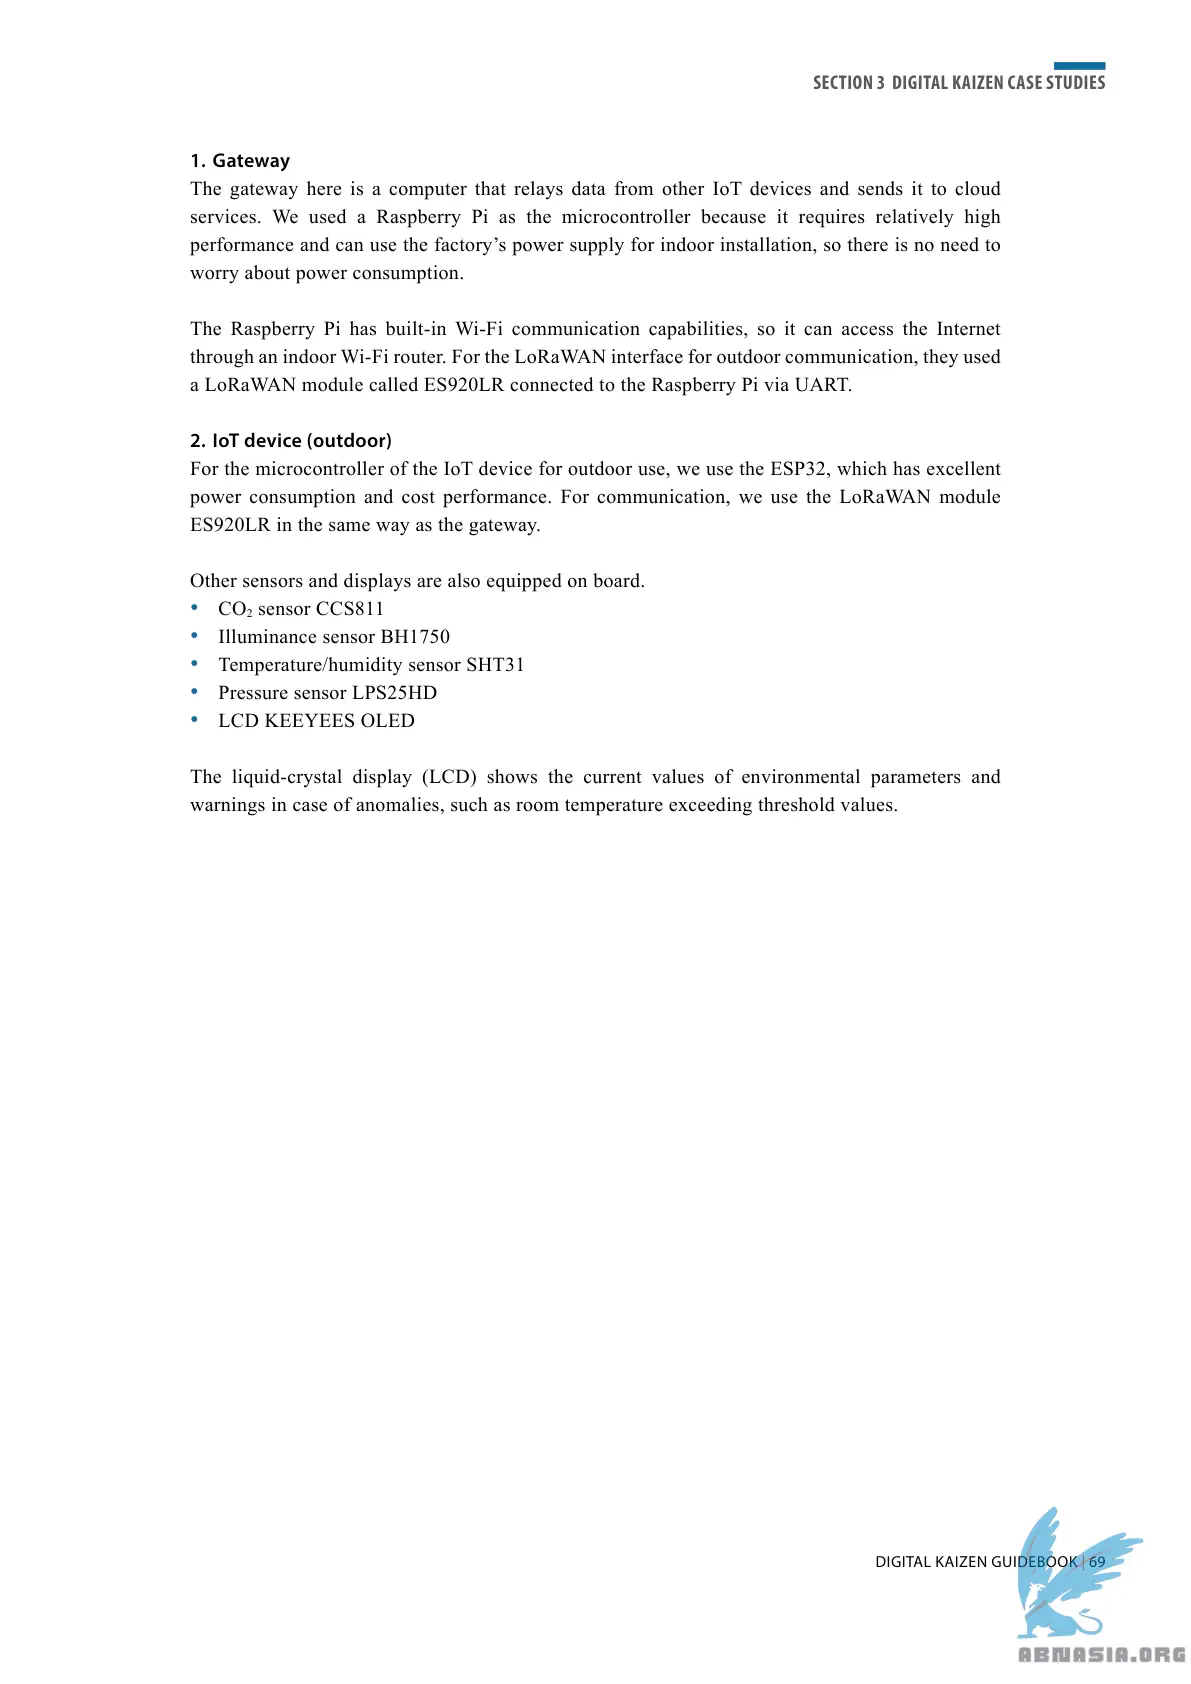 SECTION 3 DIGITAL KAIZEN CASE STUDIES
1. Gateway
The gateway here is a computer that relays data from other IoT devices and sends it to cloud
services. We used a Raspberry Pi as the microcontroller because it requires relatively high
performance and can use the factory’s power supply for indoor installation, so there is no need to
worry about power consumption.
The Raspberry Pi has built-in Wi-Fi communication capabilities, so it can access the Internet
through an indoor Wi-Fi router. For the LoRaWAN interface for outdoor communication, they used
a LoRaWAN module called ES920LR connected to the Raspberry Pi via UART.
2. IoT device (outdoor)
For the microcontroller of the IoT device for outdoor use, we use the ESP32, which has excellent
power consumption and cost performance. For communication, we use the LoRaWAN module
ES920LR in the same way as the gateway.
Other sensors and displays are also equipped on board.
• CO₂ sensor CCS811
• Illuminance sensor BH1750
• Temperature/humidity sensor SHT31
• Pressure sensor LPS25HD
• LCD KEEYEES OLED
The liquid-crystal display (LCD) shows the current values of environmental parameters and
warnings in case of anomalies, such as room temperature exceeding threshold values.
DIGITAL KAIZEN GUIDEBOOK | 69
ABNASIA.ORG